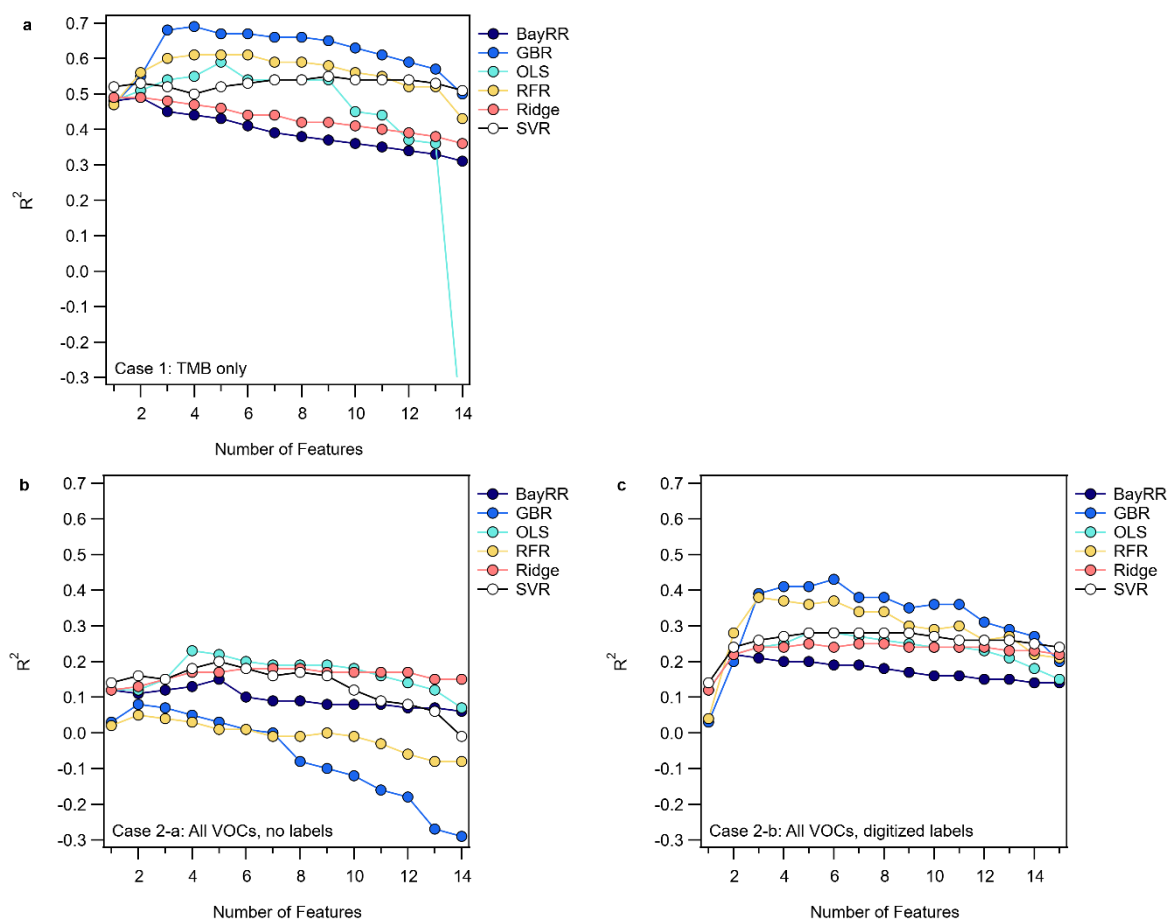 a
0.7
0.6
0.5
0.4
0.3
0.2
0.1
0.0
-0.1
-0.2
-0.3
R2
Case 1: TMB only
2 4 6 8 10 12 14
Number of Features
BayRR
GBR
OLS
RFR
Ridge
SVR
b
0.7
0.6
0.5
0.4
0.3
0.2
0.1
0.0
-0.1
-0.2
-0.3
R2
Case 2-a: All VOCs, no labels
2 4 6 8 10 12 14
Number of Features
BayRR
GBR
OLS
RFR
Ridge
SVR
c
0.7
0.6
0.5
0.4
0.3
0.2
0.1
0.0
-0.1
-0.2
-0.3
R2
Case 2-b: All VOCs, digitized labels
2 4 6 8 10 12 14
Number of Features
BayRR
GBR
OLS
RFR
Ridge
SVR